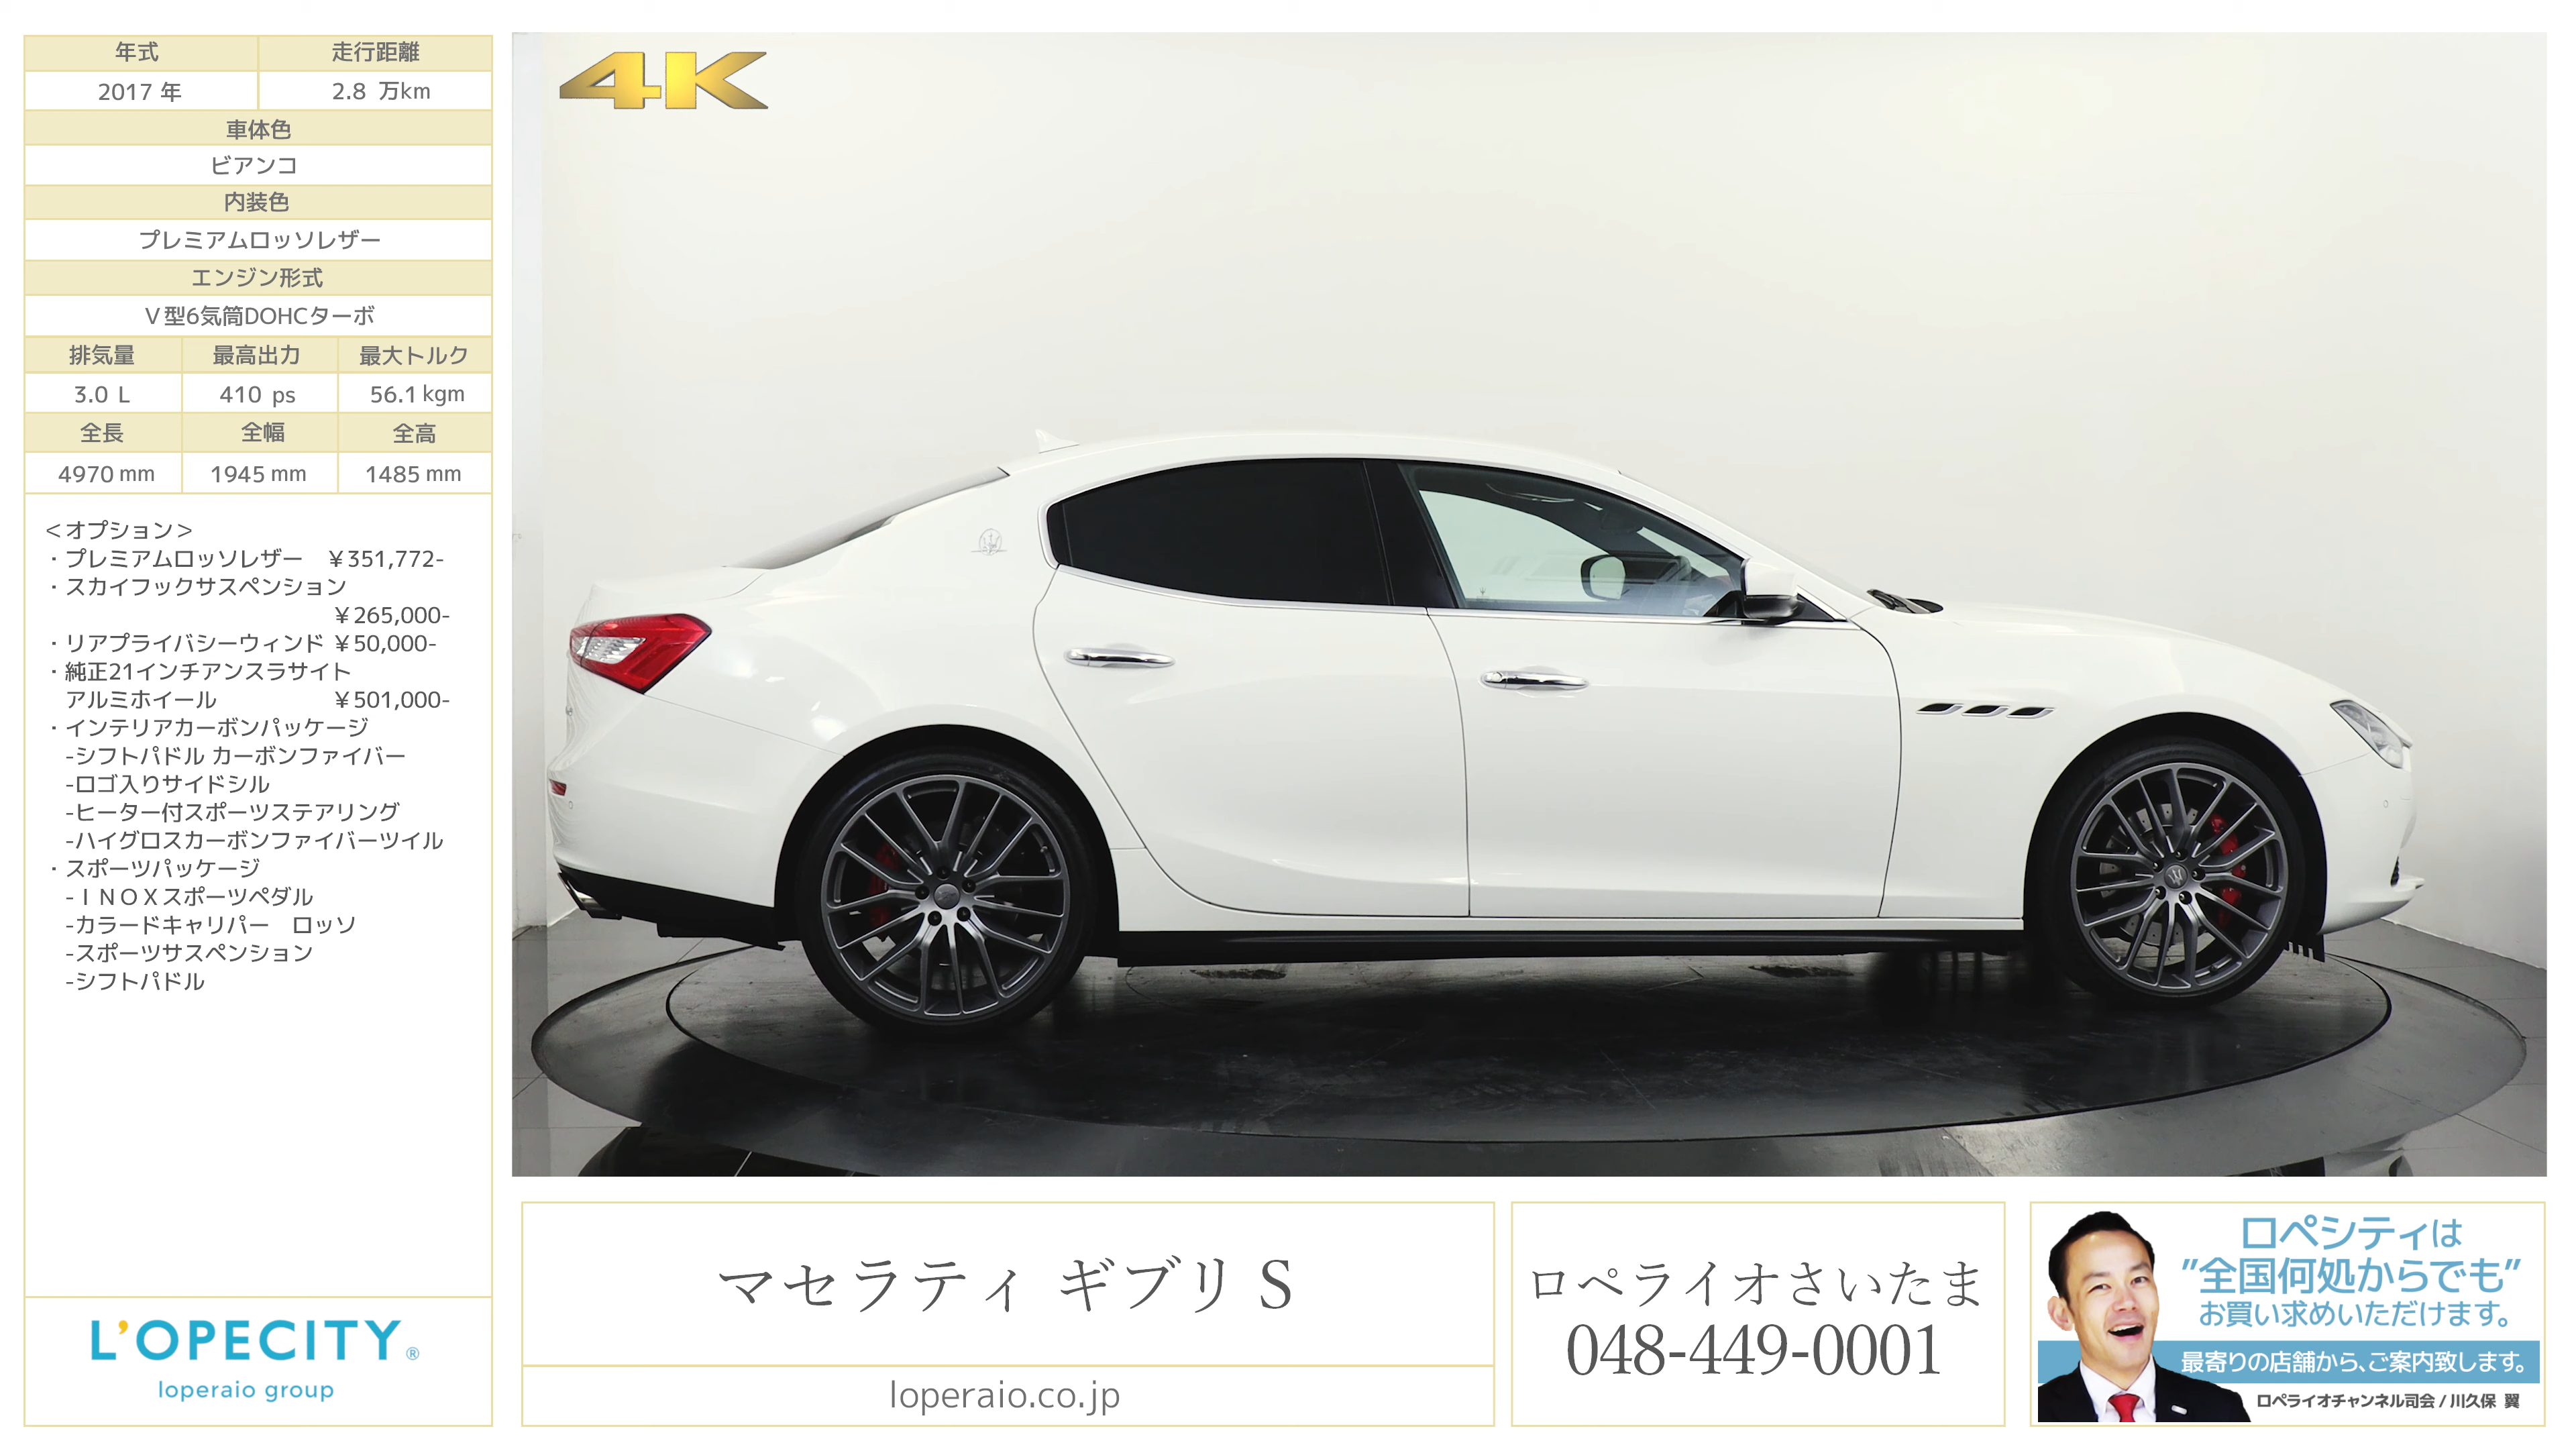 年式 走行距離
2017 年 2.8 万km
車体色
ビアンコ
内装色
プレミアムロッソレザー
エンジン形式
V型6気筒DOHCターボ
排気量 最高出力 最大トルク
3.0 L 410 ps 56.1 kgm
全長 全幅 全高
4970 mm 1945 mm 1485 mm
＜オプション＞
・プレミアムロッソレザー ￥351,772-
・スカイフックサスペンション
￥265,000-
・リアプライバシーウィンド ￥50,000-
・純正21インチアンスラサイト
アルミホイール ￥501,000-
・インテリアカーボンパッケージ
-シフトパドル カーボンファイバー
-ロゴ入りサイドシル
-ヒーター付スポーツステアリング
-ハイグロスカーボンファイバーツイル
・スポーツパッケージ
-ＩＮＯＸスポーツペダル
-カラードキャリパー　ロッソ
-スポーツサスペンション
-シフトパドル
L'OPECITY®
loperaio group
4K
マセラティ ギブリ S
loperaio.co.jp
ロペライオさいたま
048-449-0001
ロペシティは
”全国何処からでも”
お買い求めいただけます。
最寄りの店舗から、ご案内致します。
ロペライオチャンネル司会 / 川久保 翼